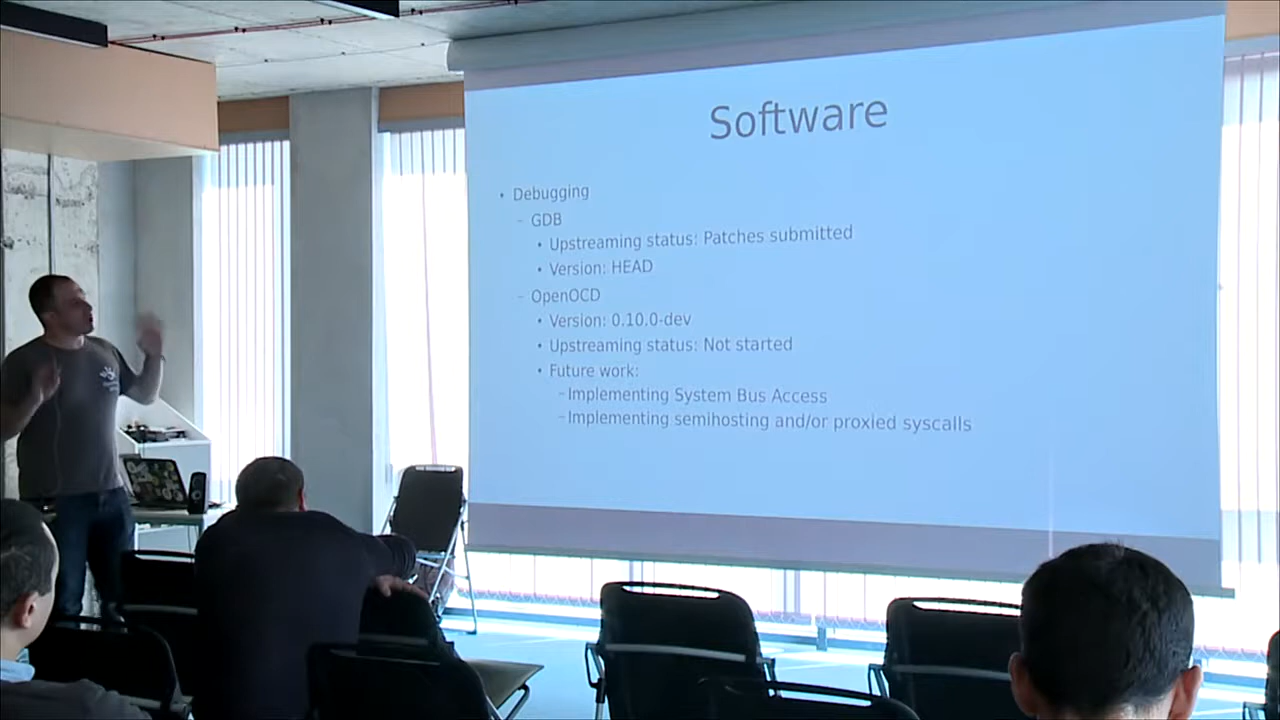 Software
• Debugging
– GDB
• Upstreaming status: Patches submitted
• Version: HEAD
– OpenOCD
• Version: 0.10.0-dev
• Upstreaming status: Not started
• Future work:
–Implementing System Bus Access
–Implementing semihosting and/or proxied syscalls